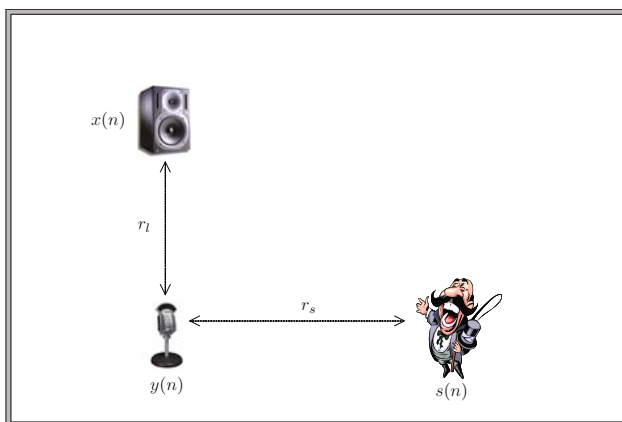 x(n)
r_l
r_s
y(n)
s(n)